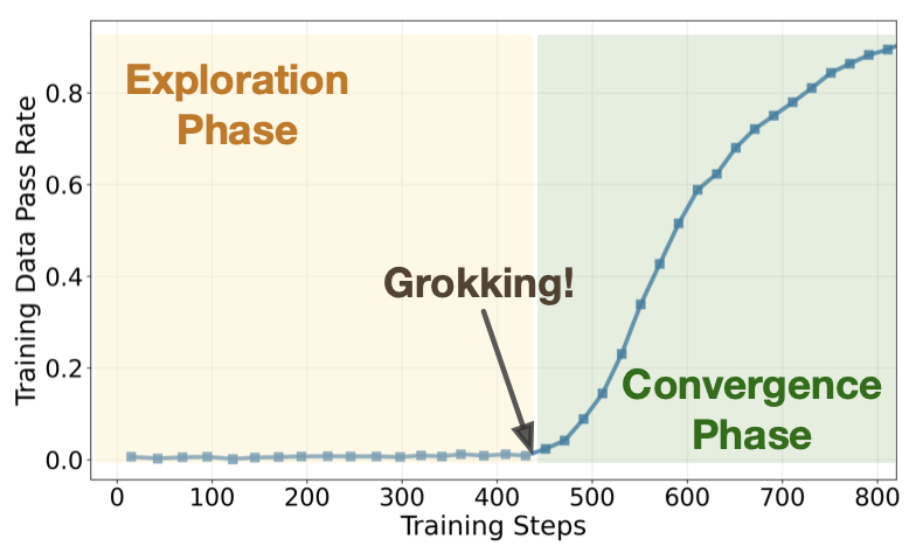 Exploration
Phase
Grokking!
Convergence
Phase
Training Data Pass Rate
0.8
0.6
0.4
0.2
0.0
0 100 200 300 400 500 600 700 800
Training Steps